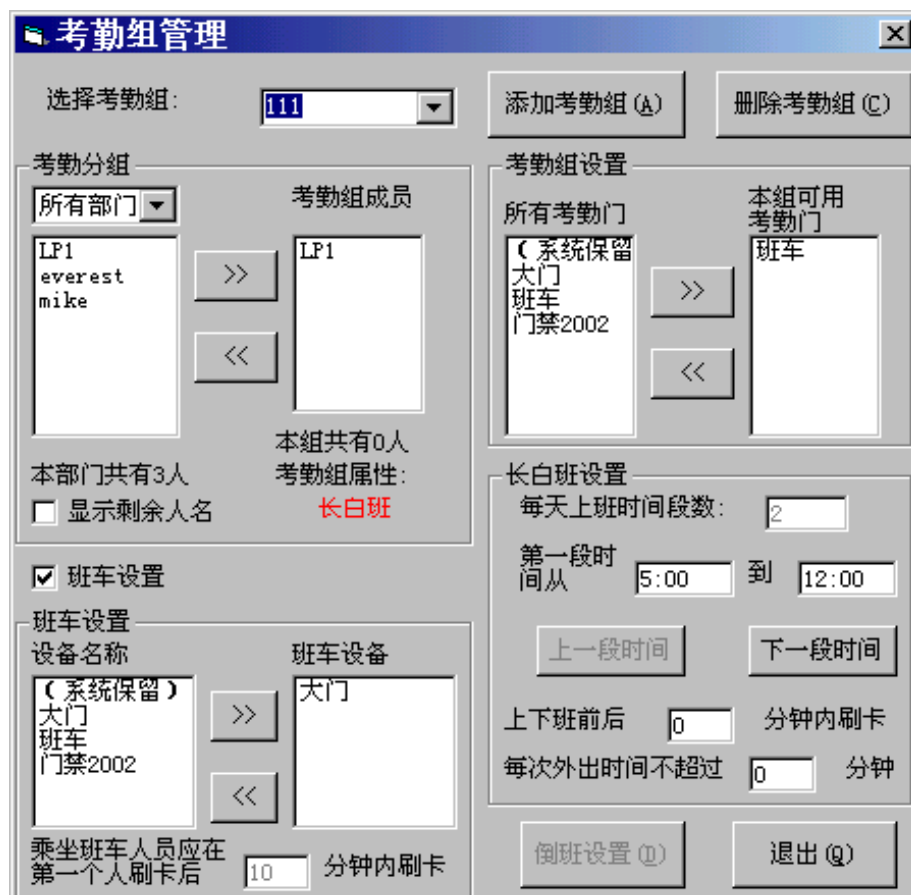 考勤组管理
选择考勤组:
111
添加考勤组(A)
删除考勤组(C)
考勤分组
所有部门
考勤组成员
LP1
everest
mike
>>
<<
LP1
本组共有0人
本部门共有3人
考勤组属性:
显示剩余人名
长白班
考勤组设置
所有考勤门
本组可用
考勤门
(系统保留
大门
班车
门禁2002
>>
<<
班车
班车设置
班车设置
设备名称
班车设备
(系统保留)
大门
班车
门禁2002
>>
<<
大门
乘坐班车人员应在
第一个人刷卡后 10 分钟内刷卡
长白班设置
每天上班时间段数: 2
第一段时
间从 5:00 到 12:00
上一段时间
下一段时间
上下班前后 0 分钟内刷卡
每次外出时间不超过 0 分钟
倒班设置(D)
退出(Q)